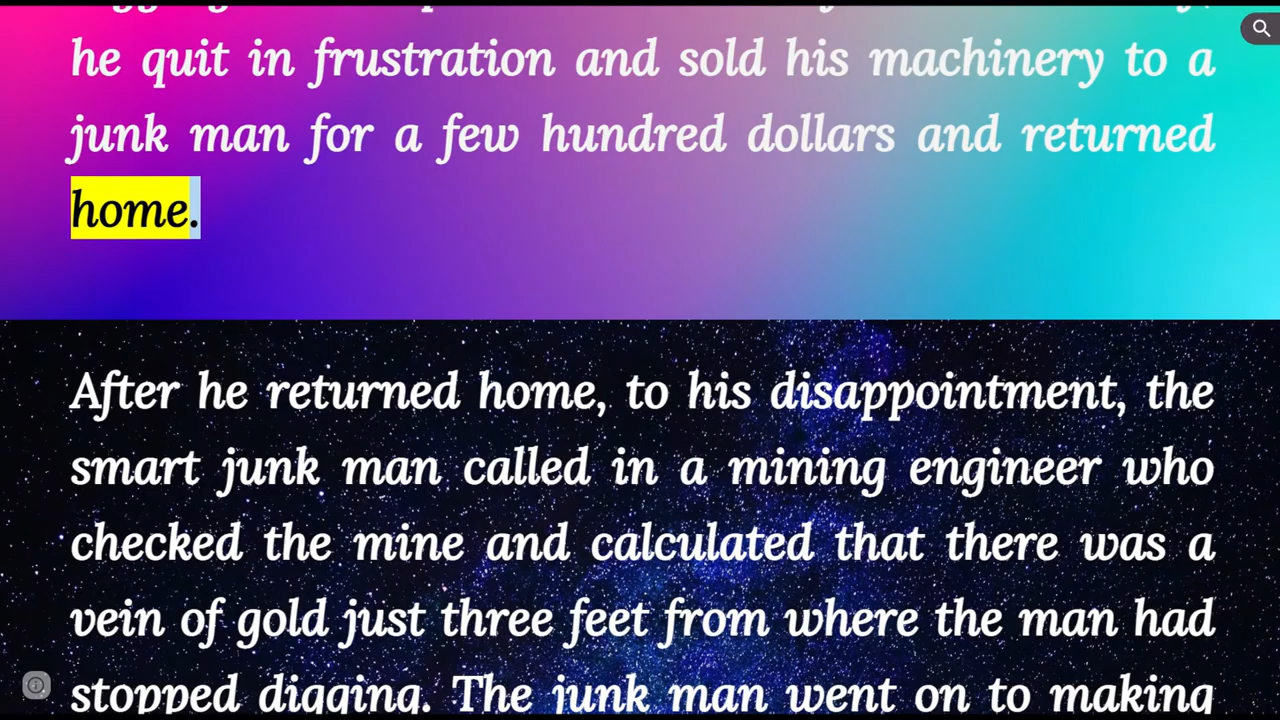 he quit in frustration and sold his machinery to a
junk man for a few hundred dollars and returned
home.
After he returned home, to his disappointment, the
smart junk man called in a mining engineer who
checked the mine and calculated that there was a
vein of gold just three feet from where the man had
stopped digging. The junk man went on to making